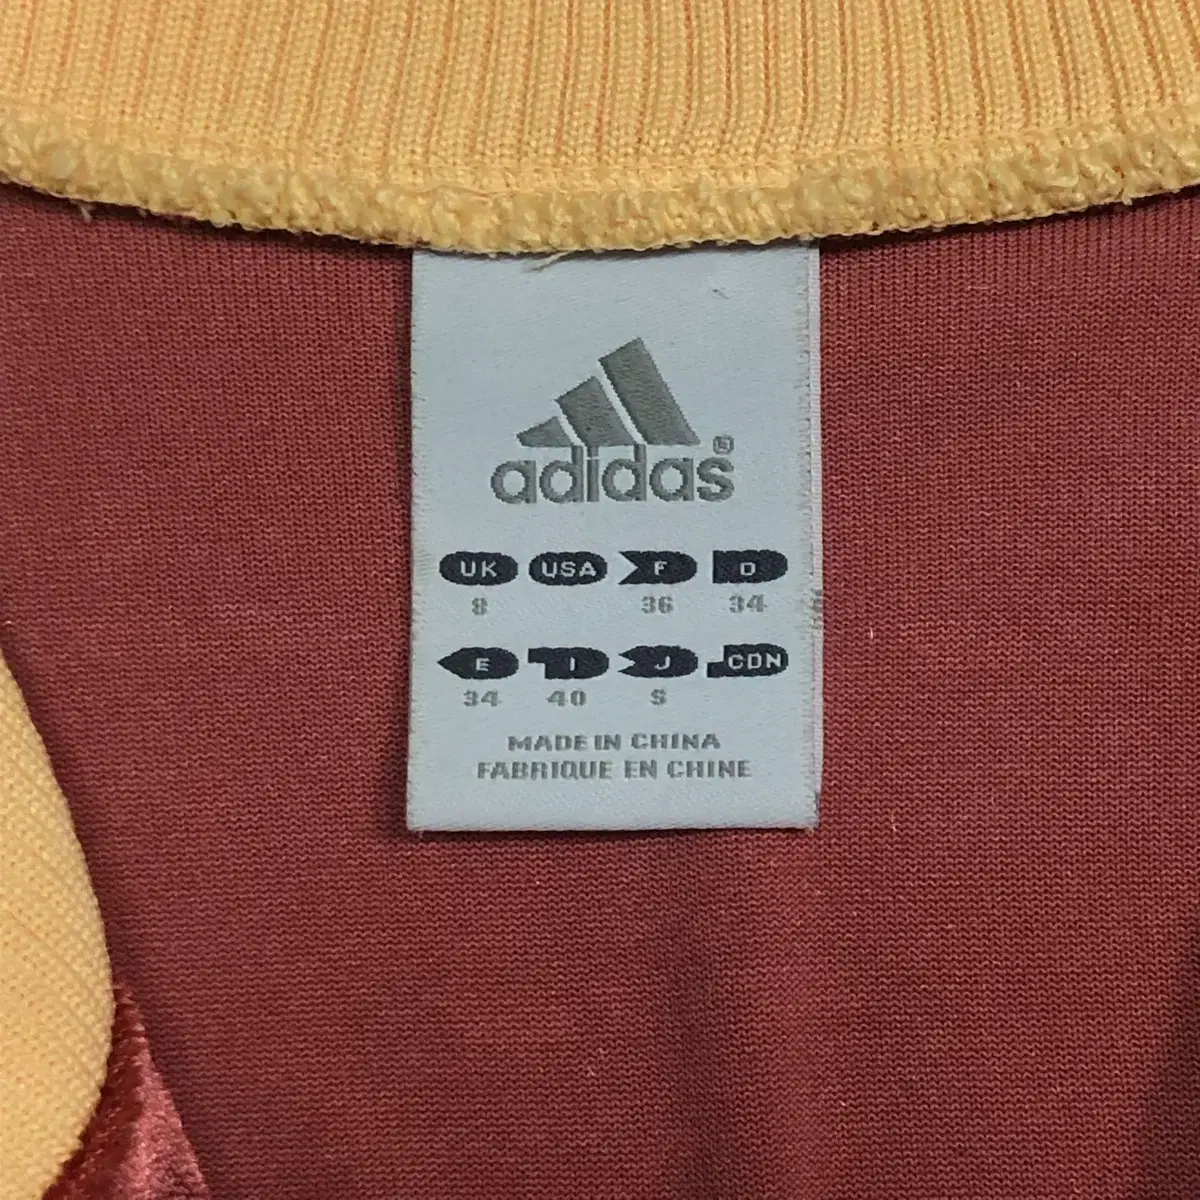 adidas®
UK USA F D
8 36 34
E I J CDN
34 40 S
MADE IN CHINA
FABRIQUE EN CHINE